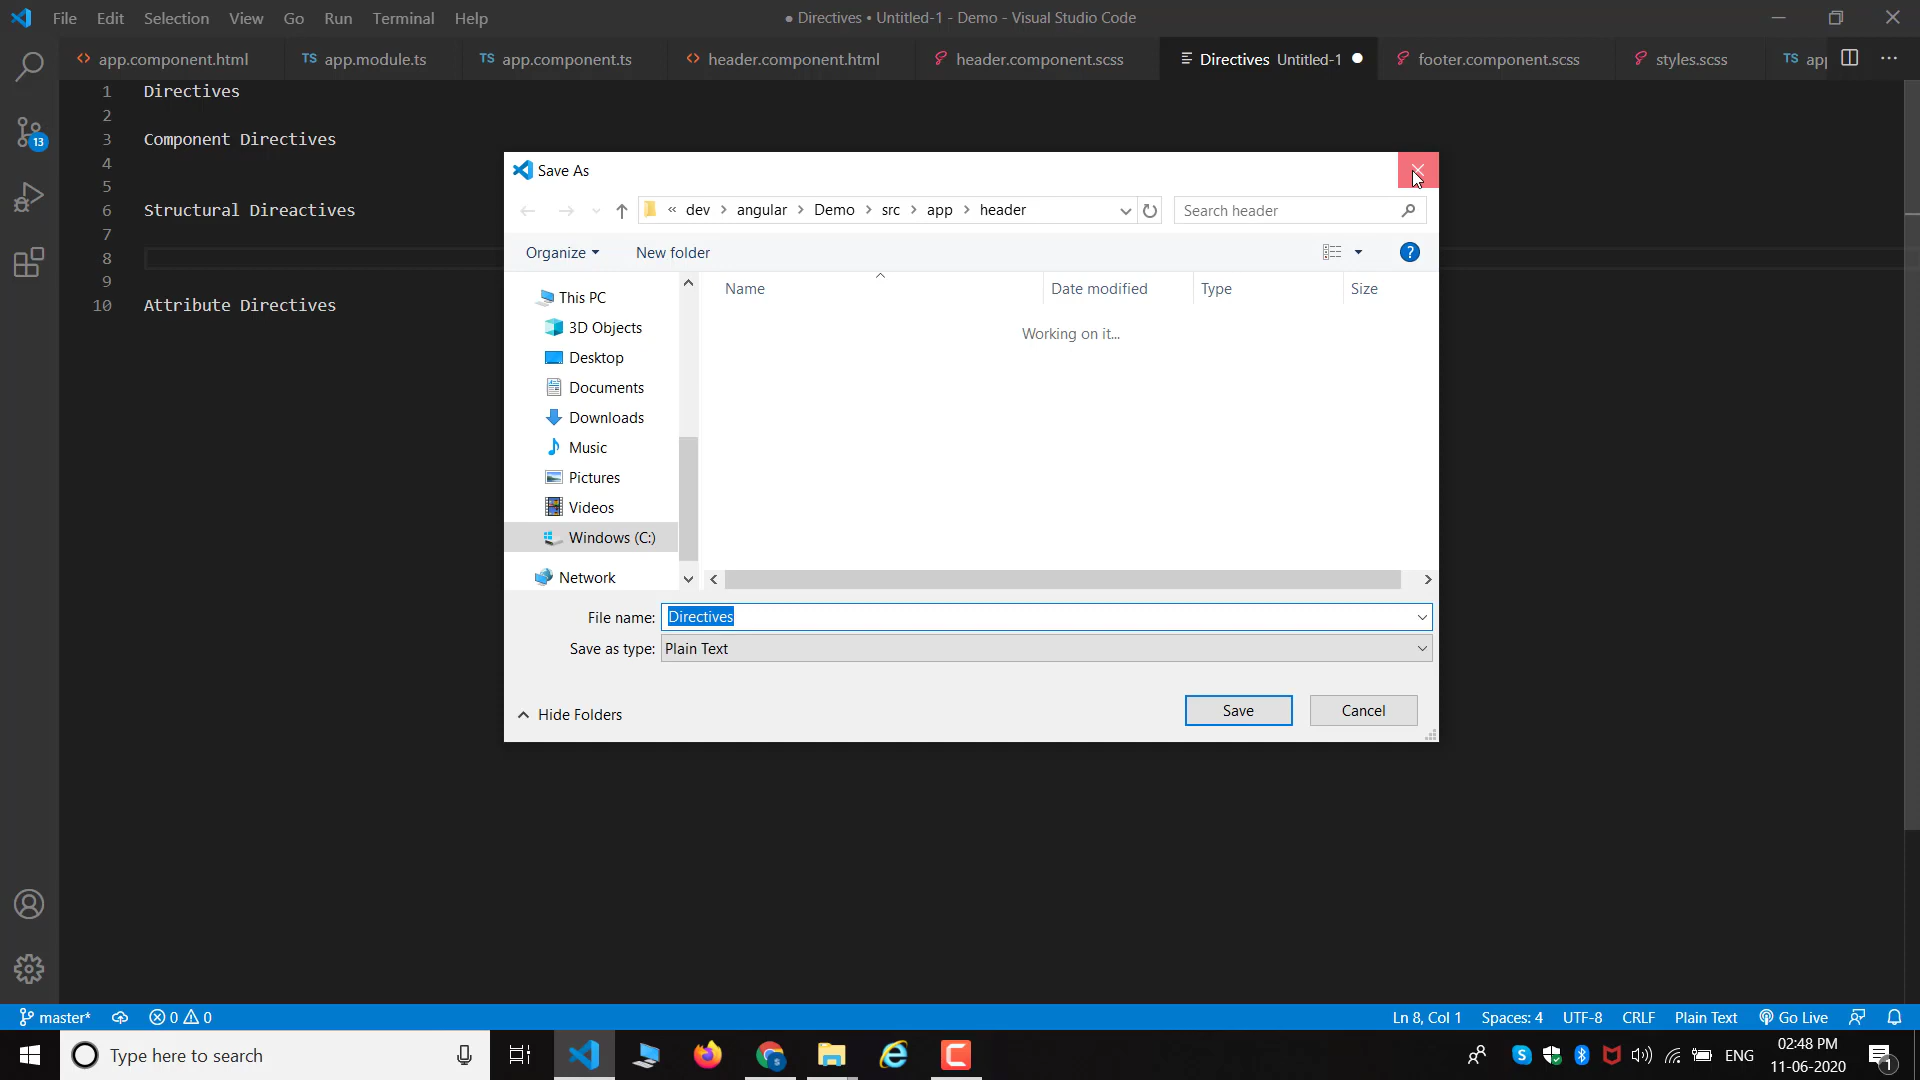 File Edit Selection View Go Run Terminal Help
● Directives • Untitled-1 - Demo - Visual Studio Code
app.component.html
TS app.module.ts
TS app.component.ts
header.component.html
header.component.scss
Directives Untitled-1 ●
footer.component.scss
styles.scss
TS app
13
1 Directives
2
3 Component Directives
4
5
6 Structural Direactives
7
8
9
10 Attribute Directives
Save As
« dev › angular › Demo › src › app › header
Search header
Organize
New folder
?
This PC
3D Objects
Desktop
Documents
Downloads
Music
Pictures
Videos
Windows (C:)
Network
Name Date modified Type Size
Working on it...
File name: Directives
Save as type: Plain Text
Hide Folders
Save
Cancel
master* 0 0
Ln 8, Col 1 Spaces: 4 UTF-8 CRLF Plain Text Go Live
Type here to search
ENG
02:48 PM
11-06-2020
1